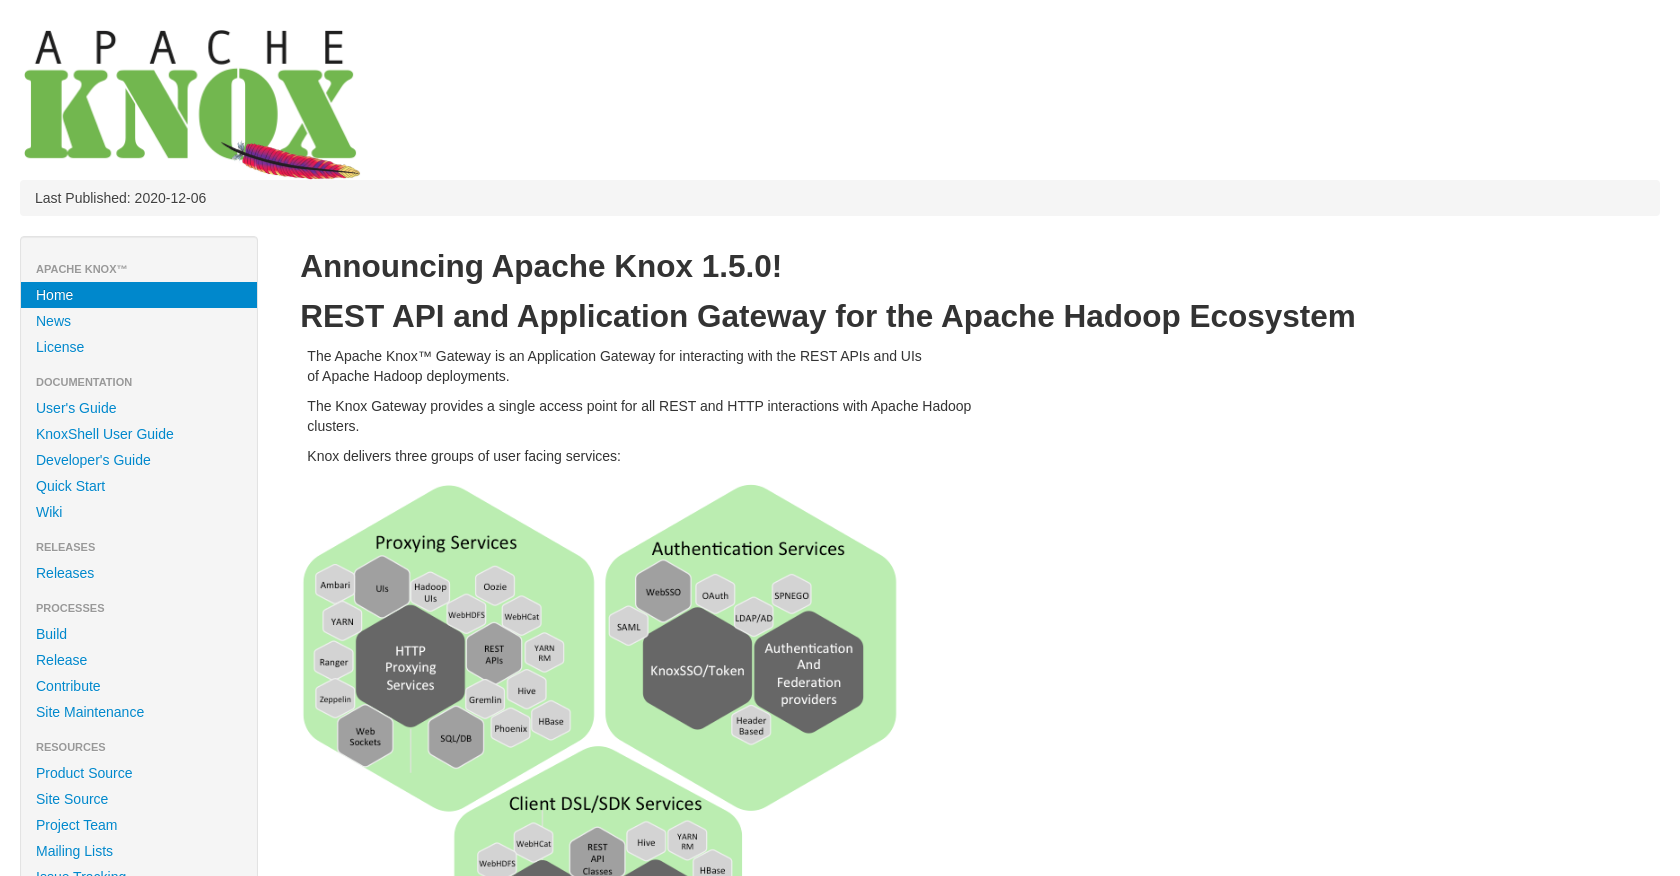 APACHE
KNOX
Last Published: 2020-12-06
APACHE KNOX™
Home
News
License
DOCUMENTATION
User's Guide
KnoxShell User Guide
Developer's Guide
Quick Start
Wiki
RELEASES
Releases
PROCESSES
Build
Release
Contribute
Site Maintenance
RESOURCES
Product Source
Site Source
Project Team
Mailing Lists
Issue Tracking
Announcing Apache Knox 1.5.0!
REST API and Application Gateway for the Apache Hadoop Ecosystem
The Apache Knox™ Gateway is an Application Gateway for interacting with the REST APIs and UIs
of Apache Hadoop deployments.
The Knox Gateway provides a single access point for all REST and HTTP interactions with Apache Hadoop
clusters.
Knox delivers three groups of user facing services:
Proxying Services
Ambari
UIs
Hadoop
UIs
Oozie
YARN
WebHDFS
WebHCat
HTTP
Proxying
Services
REST
APIs
YARN
RM
Ranger
Zeppelin
Gremlin
Hive
Web
Sockets
SQL/DB
Phoenix
HBase
Authentication Services
WebSSO
OAuth
SPNEGO
SAML
LDAP/AD
KnoxSSO/Token
Authentication
And
Federation
providers
Header
Based
Client DSL/SDK Services
WebHCat
REST
API
Classes
Hive
YARN
RM
WebHDFS
HBase